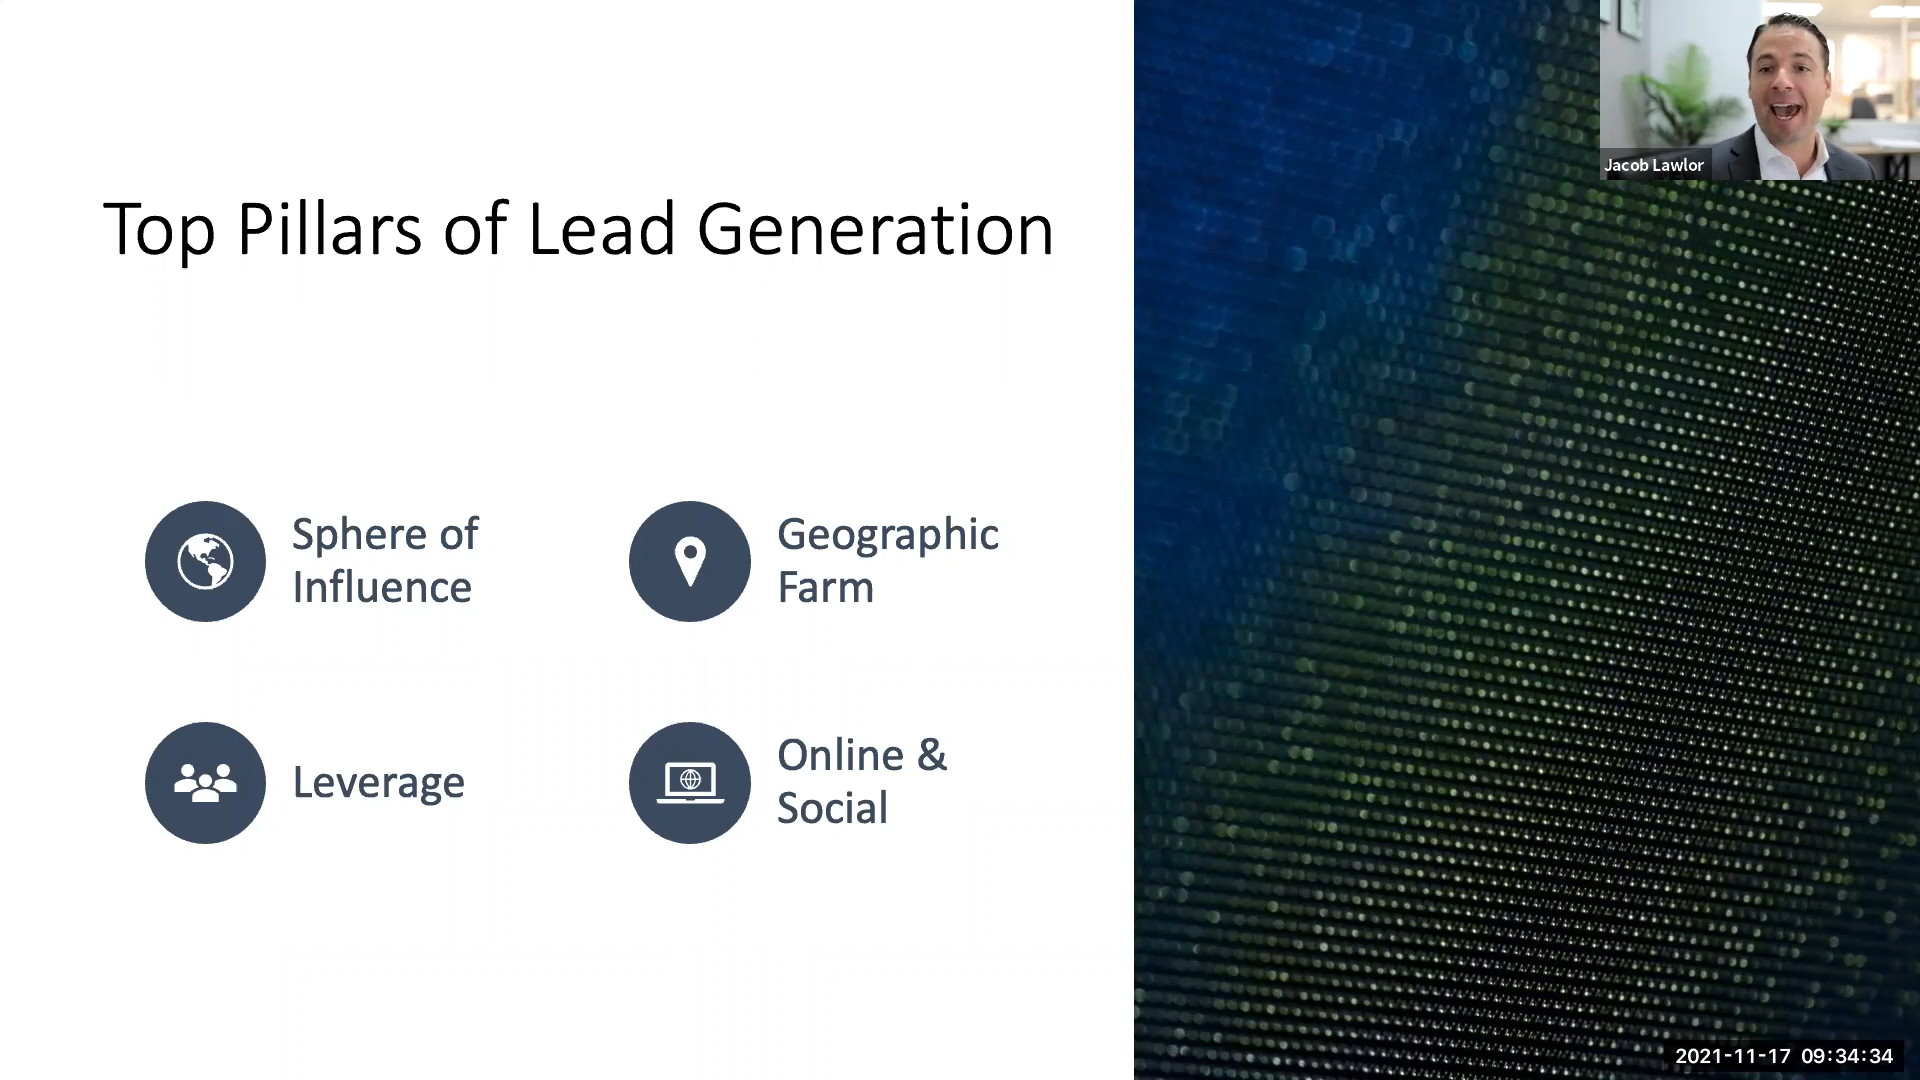 Jacob Lawlor
Top Pillars of Lead Generation
Sphere of
Influence
Geographic
Farm
Leverage
Online &
Social
2021-11-17 09:34:34